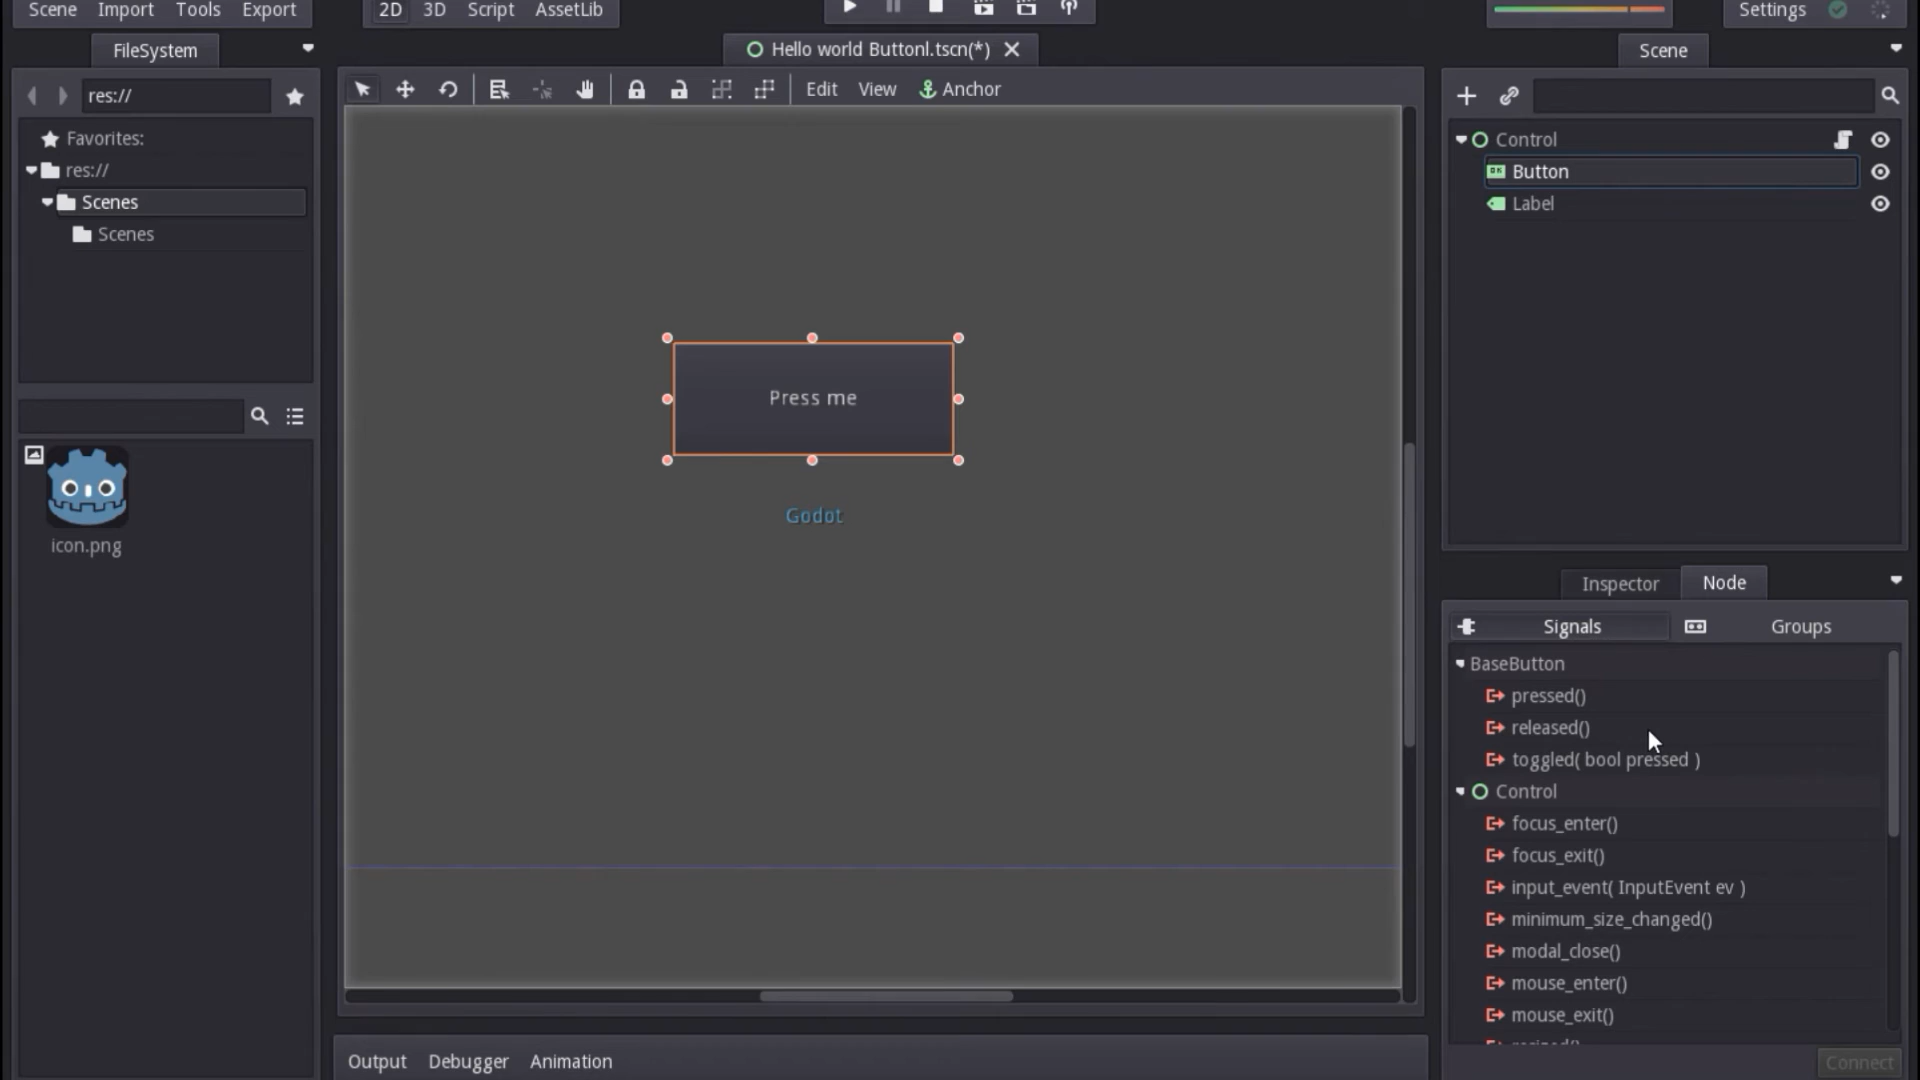 Scene Import Tools Export
2D 3D Script AssetLib
Settings
FileSystem
Hello world Buttonl.tscn(*)
Scene
res://
Edit View Anchor
Favorites:
res://
Scenes
Scenes
Control
Button
Label
Press me
Godot
icon.png
Inspector Node
Signals Groups
BaseButton
pressed()
released()
toggled( bool pressed )
Control
focus_enter()
focus_exit()
input_event( InputEvent ev )
minimum_size_changed()
modal_close()
mouse_enter()
mouse_exit()
Output Debugger Animation
Connect